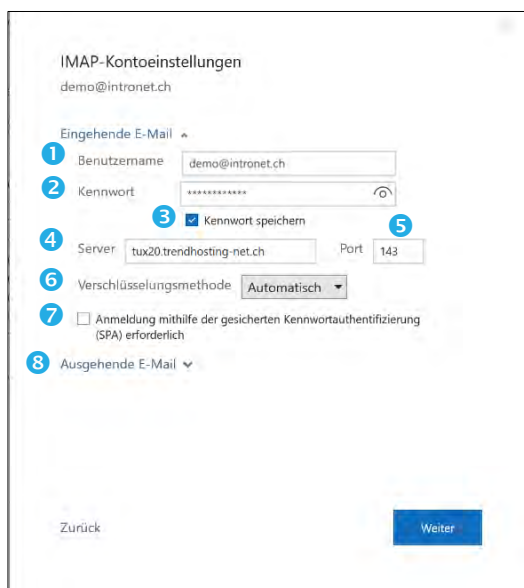 IMAP-Kontoeinstellungen
demo@intronet.ch
Eingehende E-Mail
1 Benutzername demo@intronet.ch
2 Kennwort ************
3 Kennwort speichern 5
4 Server tux20.trendhosting-net.ch Port 143
6 Verschlüsselungsmethode Automatisch
7 Anmeldung mithilfe der gesicherten Kennwortauthentifizierung
(SPA) erforderlich
8 Ausgehende E-Mail
Zurück Weiter